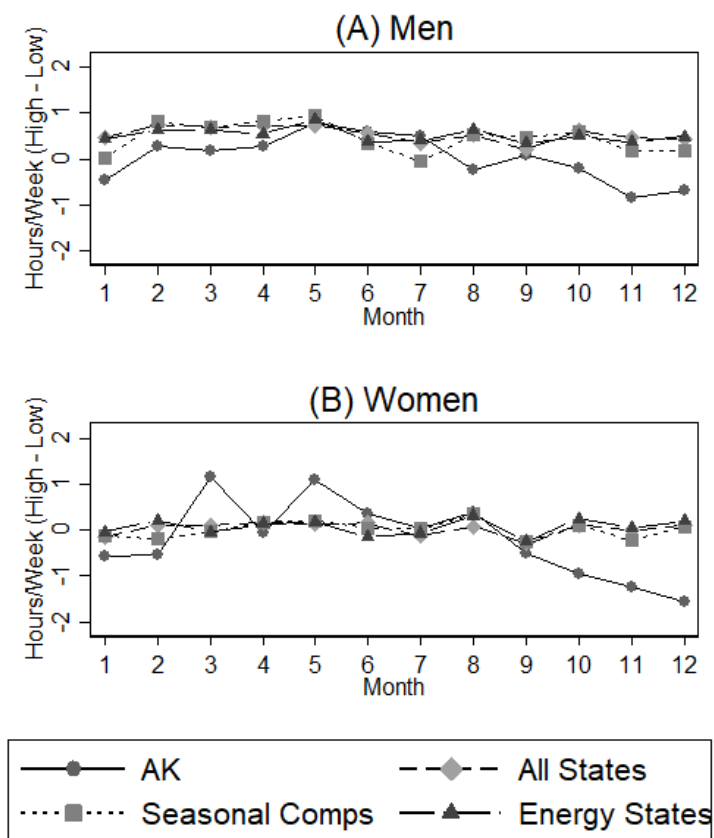 (A) Men
Hours/Week (High - Low)
2
1
0
-1
-2
1 2 3 4 5 6 7 8 9 10 11 12
Month
(B) Women
Hours/Week (High - Low)
2
1
0
-1
-2
1 2 3 4 5 6 7 8 9 10 11 12
Month
AK All States
Seasonal Comps Energy States